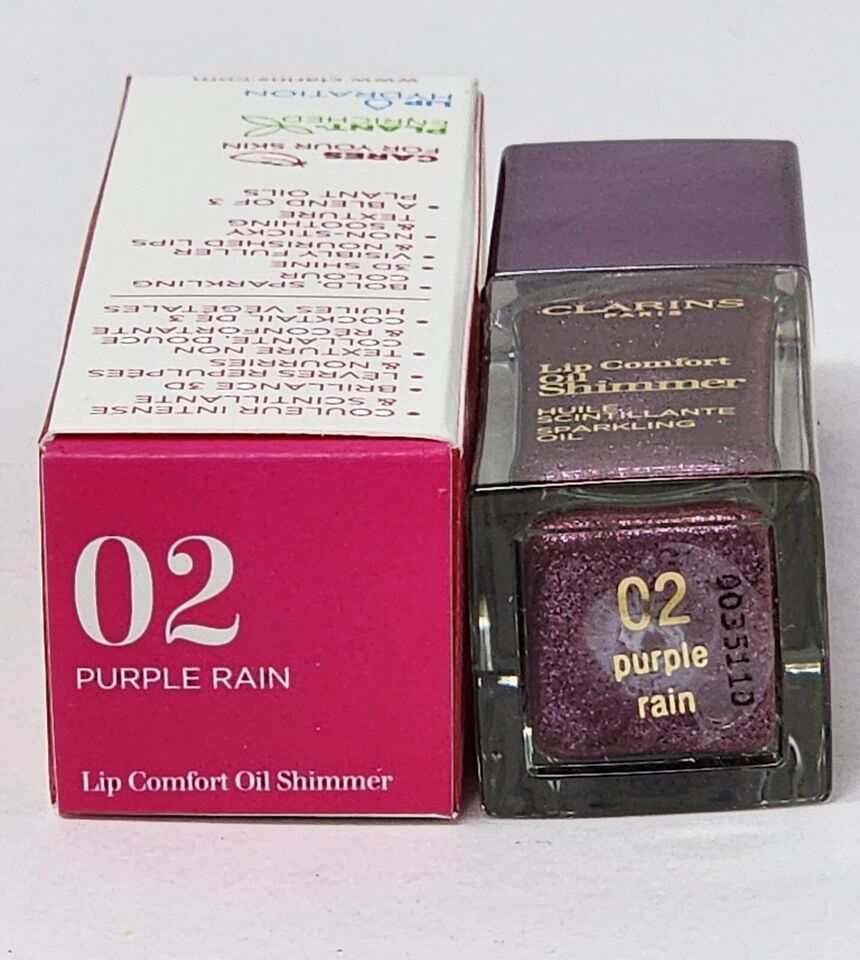 COULEUR INTENSE
& SCINTILLANTE
BRILLANCE 3D
LÈVRES REPULPÉES
& NOURRIES
TEXTURE NON
COLLANTE, DOUCE
& RÉCONFORTANTE
COCKTAIL DE 3
HUILES VÉGÉTALES
BOLD, SPARKLING
COLOUR
3D SHINE
VISIBLY FULLER
& NOURISHED LIPS
NON-STICKY
& SOOTHING
TEXTURE
A BLEND OF 3
PLANT OILS
CARES
FOR YOUR SKIN
PLANT-
ENRICHED
LIP
HYDRATION
www.clarins.com
02
PURPLE RAIN
Lip Comfort Oil Shimmer
CLARINS
PARIS
Lip Comfort
Oil
Shimmer
HUILE
SCINTILLANTE
SPARKLING
OIL
02
purple
rain
0035110